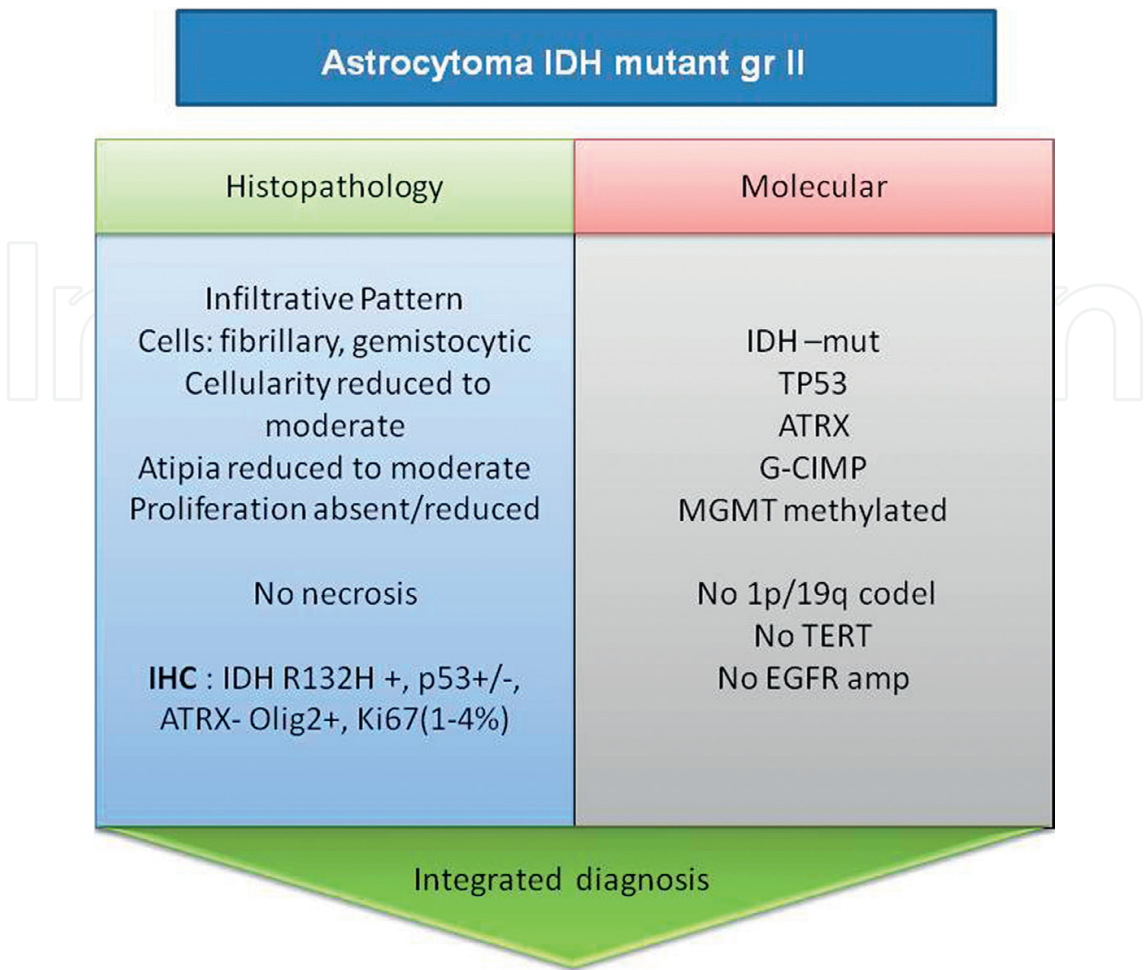 Astrocytoma IDH mutant gr II
Histopathology
Infiltrative Pattern
Cells: fibrillary, gemistocytic
Cellularity reduced to
moderate
Atipia reduced to moderate
Proliferation absent/reduced
No necrosis
IHC : IDH R132H +, p53+/-,
ATRX- Olig2+, Ki67(1-4%)
Molecular
IDH –mut
TP53
ATRX
G-CIMP
MGMT methylated
No 1p/19q codel
No TERT
No EGFR amp
Integrated diagnosis